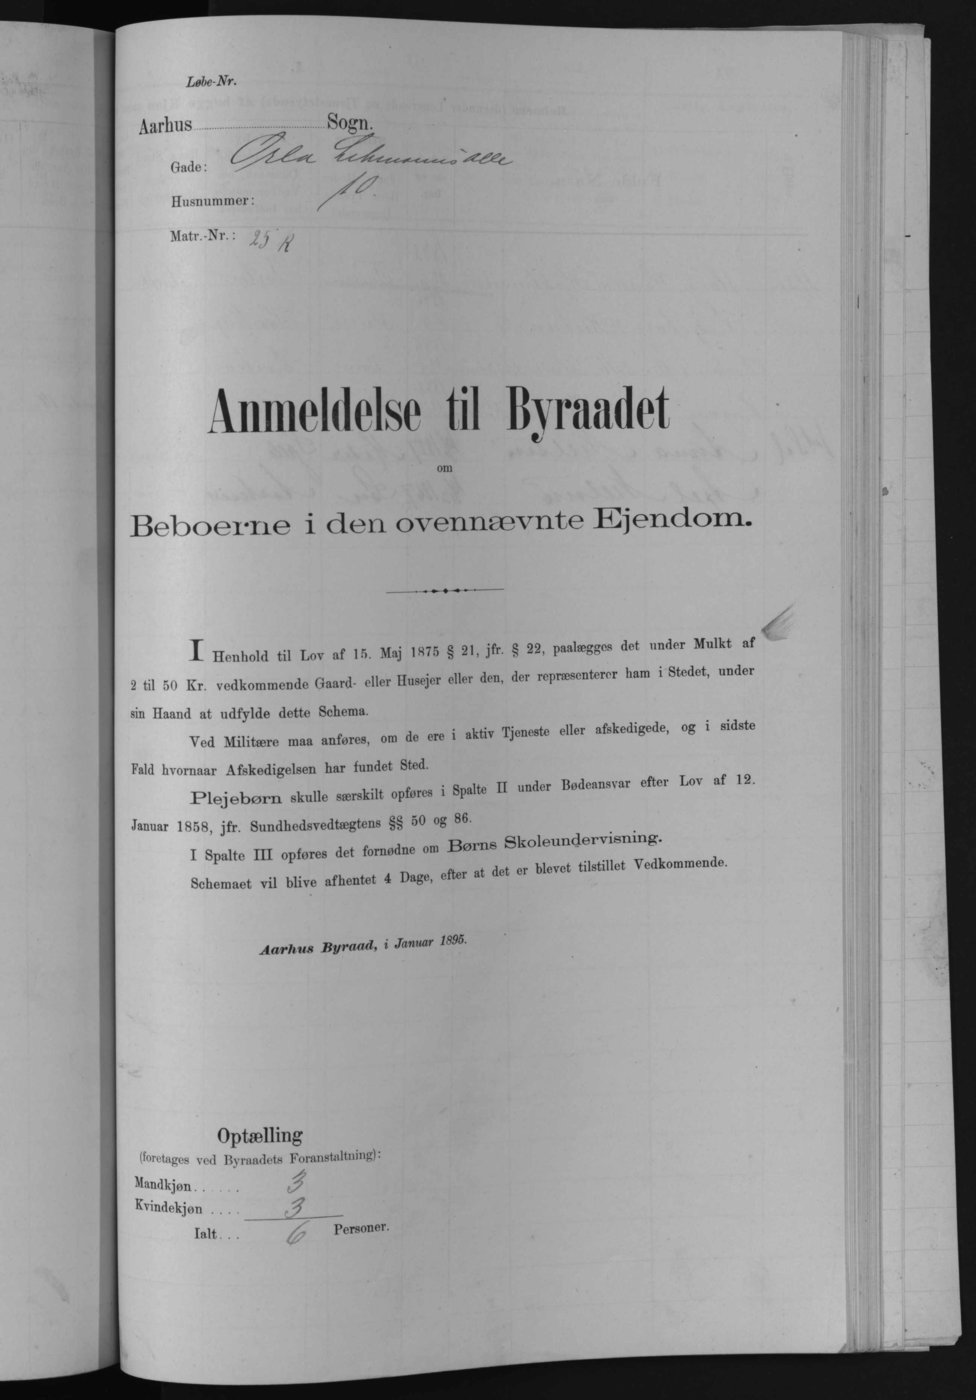 Løbe-Nr.
Aarhus Sogn.
Gade: Orla Lehmanns alle
Husnummer: 10.
Matr.-Nr.: 25 K
Anmeldelse til Byraadet
om
Beboerne i den ovennævnte Ejendom.
I Henhold til Lov af 15. Maj 1875 § 21, jfr. § 22, paalægges det under Mulkt af
2 til 50 Kr. vedkommende Gaard- eller Husejer eller den, der repræsenterer ham i Stedet, under
sin Haand at udfylde dette Schema.
Ved Militære maa anføres, om de ere i aktiv Tjeneste eller afskedigede, og i sidste
Fald hvornaar Afskedigelsen har fundet Sted.
Plejebørn skulle særskilt opføres i Spalte II under Bødeansvar efter Lov af 12.
Januar 1858, jfr. Sundhedsvedtægtens §§ 50 og 86.
I Spalte III opføres det fornødne om Børns Skoleundervisning.
Schemaet vil blive afhentet 4 Dage, efter at det er blevet tilstillet Vedkommende.
Aarhus Byraad, i Januar 1895.
Optælling
(foretages ved Byraadets Foranstaltning):
Mandkjøn...... 3
Kvindekjøn .... 3
Ialt... 6 Personer.